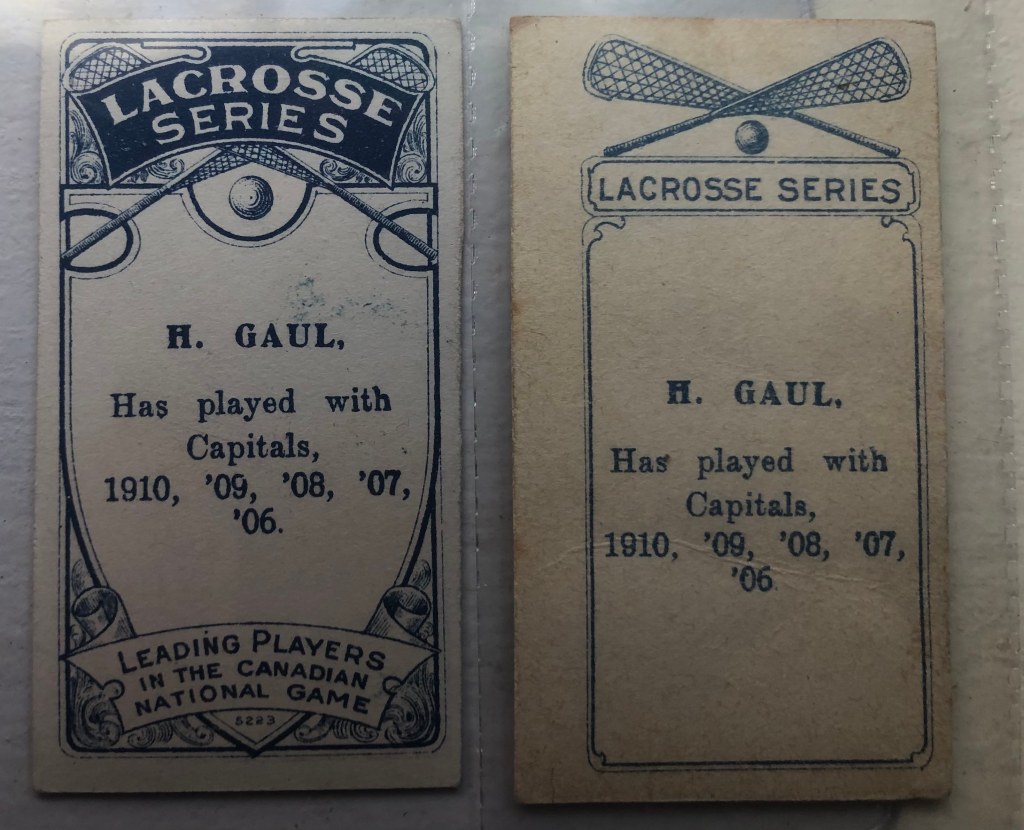 LACROSSE
SERIES
H. GAUL,
Has played with
Capitals,
1910, '09, '08, '07,
'06.
LEADING PLAYERS
IN THE CANADIAN
NATIONAL GAME
5223
LACROSSE SERIES
H. GAUL,
Has played with
Capitals,
1910, '09, '08, '07,
'06.